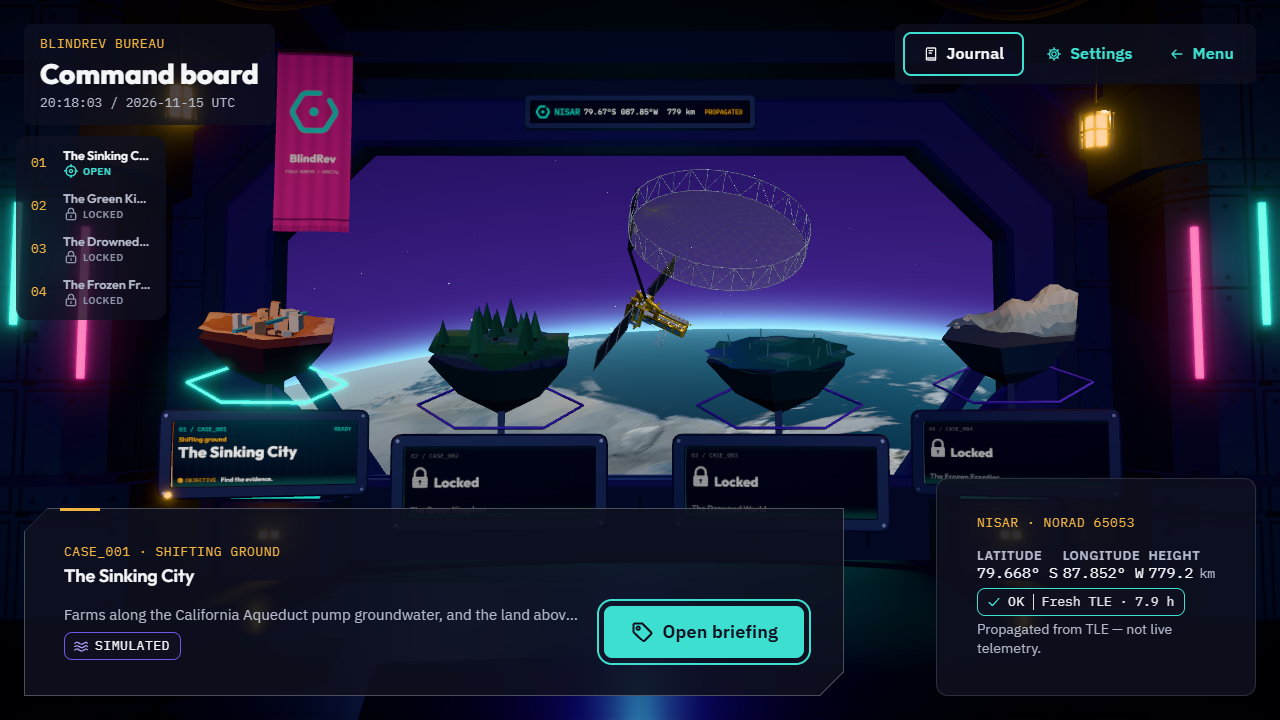 BLINDREV BUREAU
Command board
20:18:03 / 2026-11-15 UTC
Journal
Settings
Menu
NISAR 79.67°S 087.85°W 779 km PROPAGATED
BlindRev
01 The Sinking C...
OPEN
02 The Green Ki...
LOCKED
03 The Drowned...
LOCKED
04 The Frozen Fr...
LOCKED
01 / CASE_001 READY
Shifting ground
The Sinking City
OBJECTIVE Find the evidence.
02 / CASE_002
Locked
03 / CASE_003
Locked
04 / CASE_004
Locked
The Frozen Frontier
CASE_001 · SHIFTING GROUND
The Sinking City
Farms along the California Aqueduct pump groundwater, and the land abov...
SIMULATED
Open briefing
NISAR · NORAD 65053
LATITUDE LONGITUDE HEIGHT
79.668° S 87.852° W 779.2 km
OK Fresh TLE · 7.9 h
Propagated from TLE — not live
telemetry.